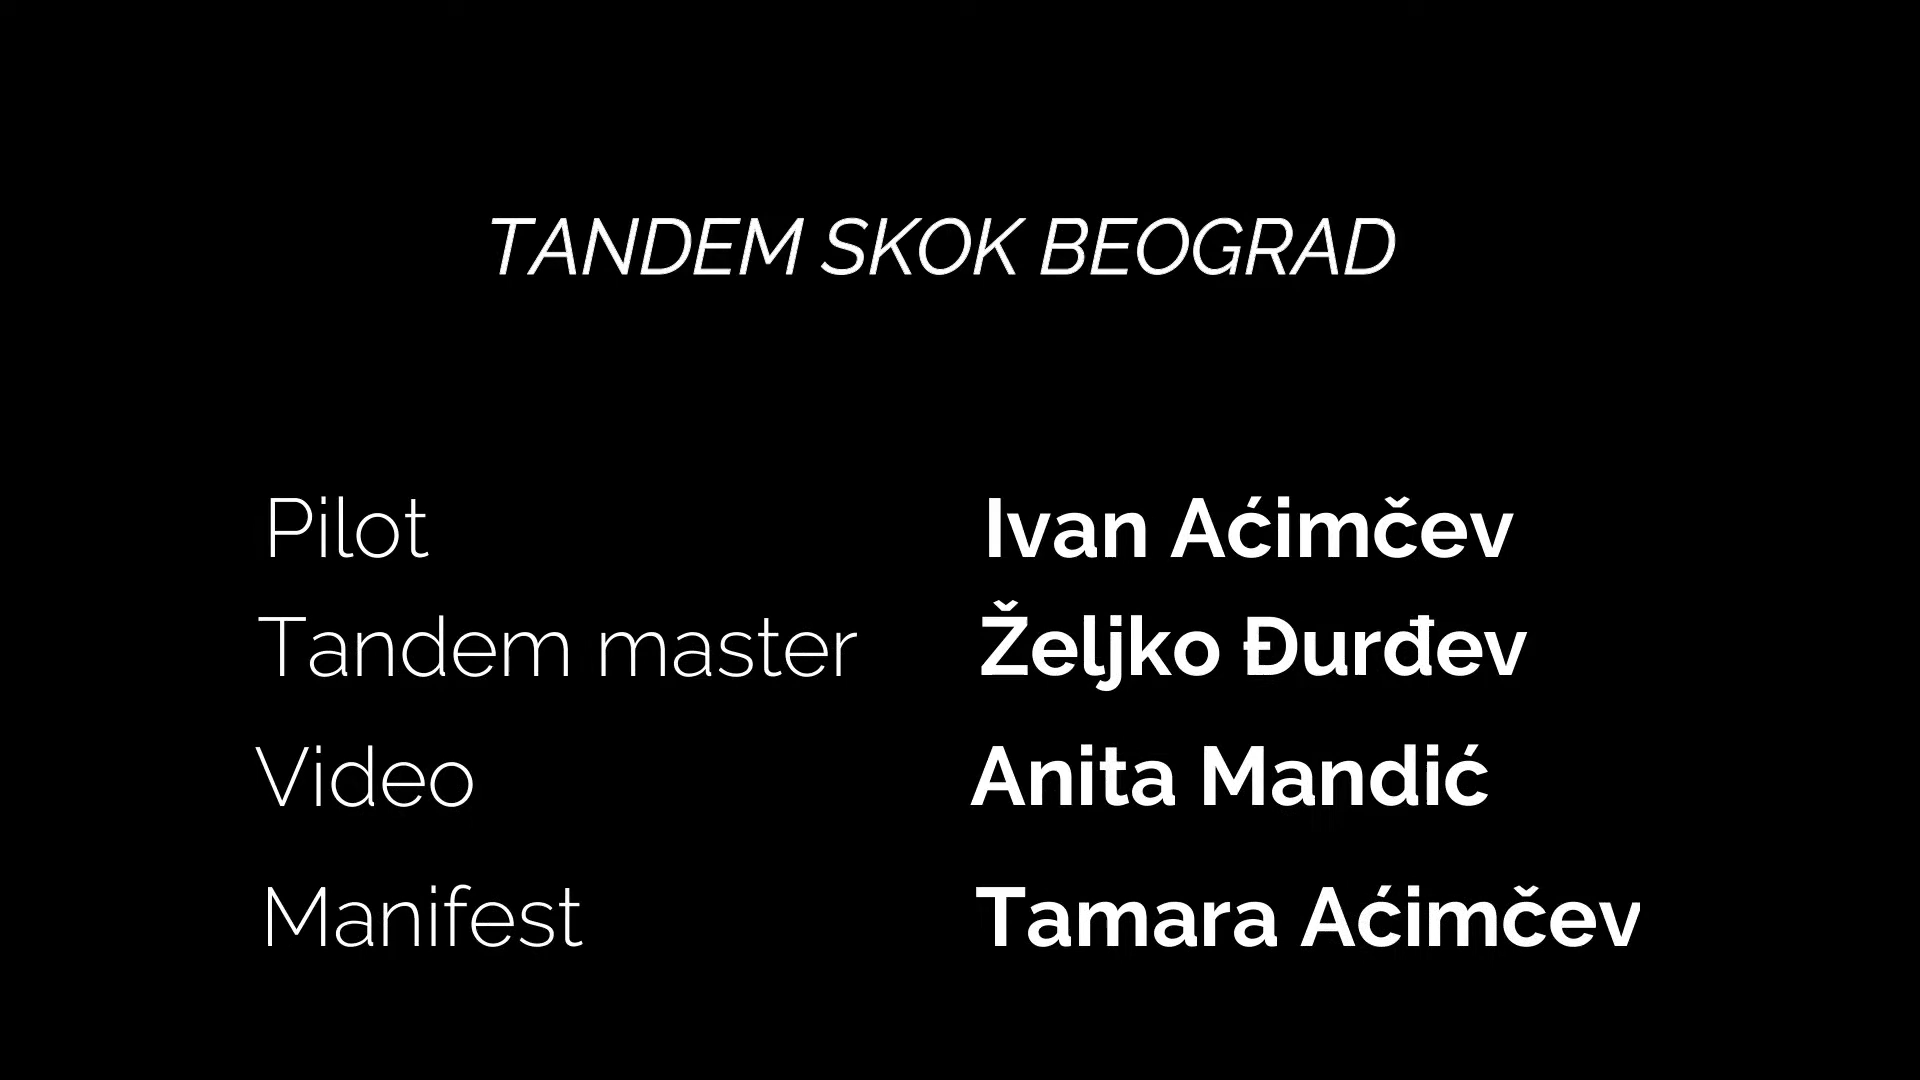 TANDEM SKOK BEOGRAD
Pilot Ivan Aćimčev
Tandem master Željko Đurđev
Video Anita Mandić
Manifest Tamara Aćimčev